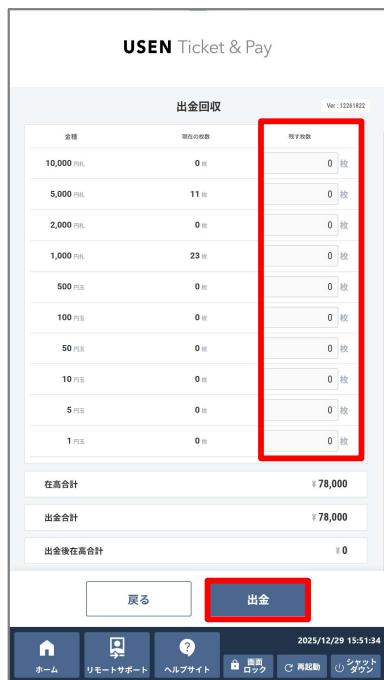 USEN Ticket & Pay
出金回収
Ver : 12261822
金種 現在の枚数 残す枚数
10,000 円札 0 枚 0 枚
5,000 円札 11 枚 0 枚
2,000 円札 0 枚 0 枚
1,000 円札 23 枚 0 枚
500 円玉 0 枚 0 枚
100 円玉 0 枚 0 枚
50 円玉 0 枚 0 枚
10 円玉 0 枚 0 枚
5 円玉 0 枚 0 枚
1 円玉 0 枚 0 枚
在高合計 ¥ 78,000
出金合計 ¥ 78,000
出金後在高合計 ¥ 0
戻る 出金
2025/12/29 15:51:34
ホーム リモートサポート ヘルプサイト 画面ロック 再起動 シャットダウン